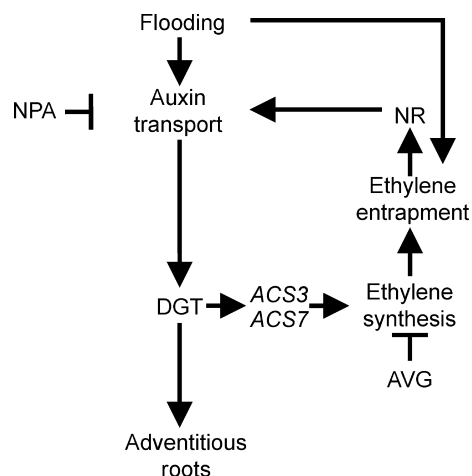 Flooding
NPA
Auxin
transport
NR
Ethylene
entrapment
DGT
ACS3
ACS7
Ethylene
synthesis
AVG
Adventitious
roots